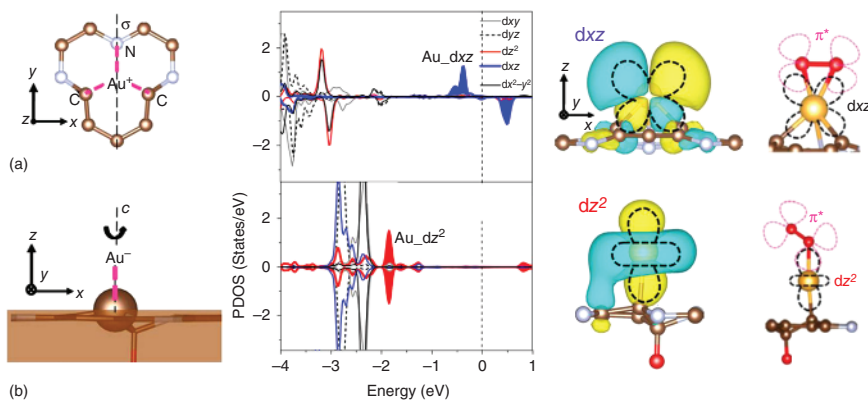 (a)
σ
N
Au⁺
C
C
y
z
x
2
0
−2
Au_dxz
dxy
dyz
dz²
dxz
dx²−y²
dxz
z
y
x
π*
dxz
(b)
c
Au⁻
z
y
x
PDOS (States/eV)
2
0
−2
Au_dz²
−4
−3
−2
−1
0
1
Energy (eV)
dz²
π*
dz²